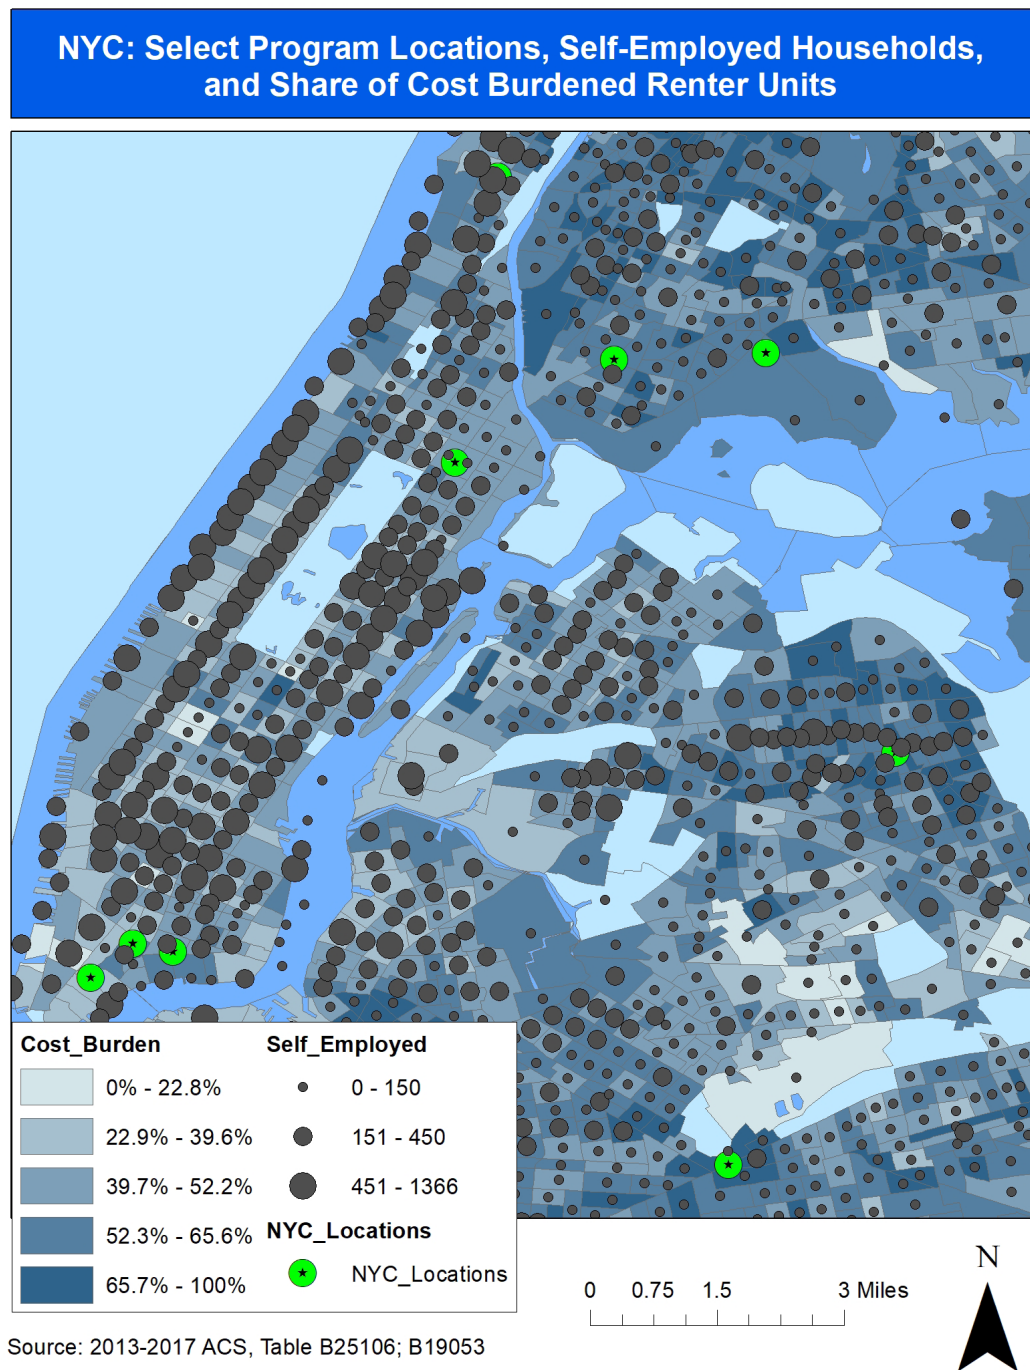 NYC: Select Program Locations, Self-Employed Households,
and Share of Cost Burdened Renter Units
Cost_Burden
0% - 22.8%
22.9% - 39.6%
39.7% - 52.2%
52.3% - 65.6%
65.7% - 100%
Self_Employed
0 - 150
151 - 450
451 - 1366
NYC_Locations
NYC_Locations
0 0.75 1.5 3 Miles
N
Source: 2013-2017 ACS, Table B25106; B19053